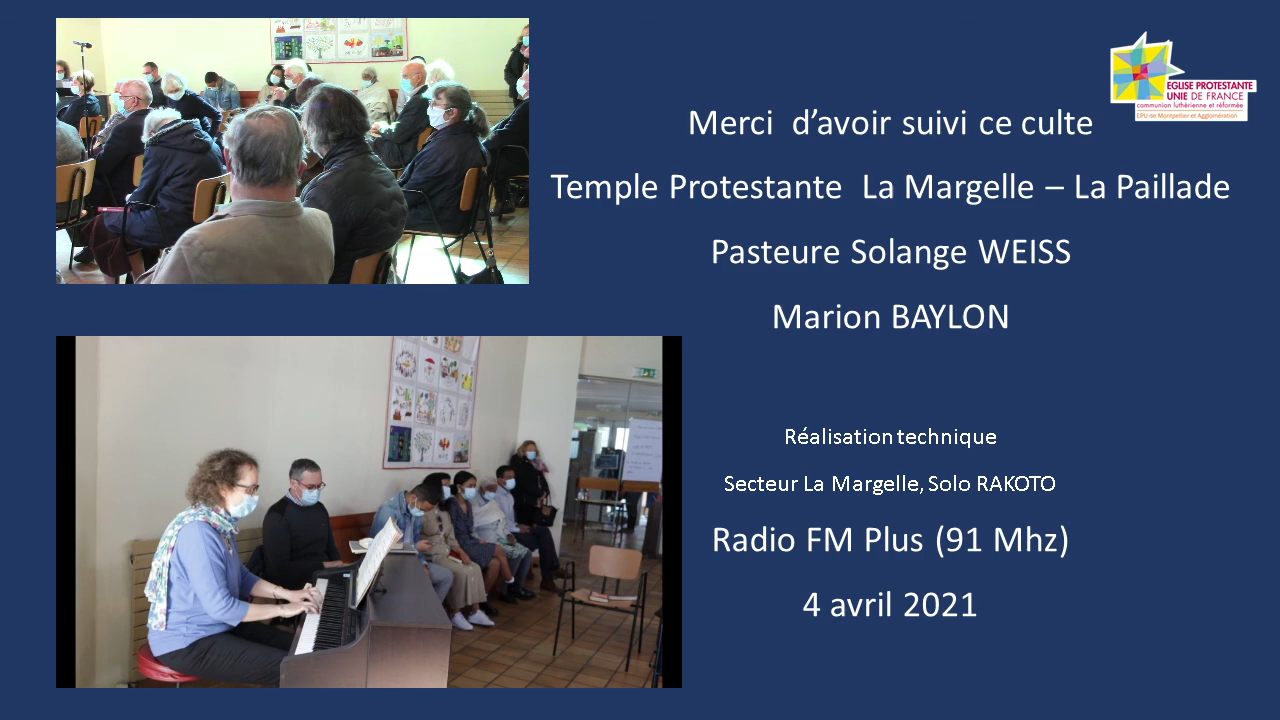 EGLISE PROTESTANTE
UNIE DE FRANCE
communion luthérienne et réformée
EPU de Montpellier et Agglomération
Merci d’avoir suivi ce culte
Temple Protestante La Margelle – La Paillade
Pasteure Solange WEISS
Marion BAYLON
Réalisation technique
Secteur La Margelle, Solo RAKOTO
Radio FM Plus (91 Mhz)
4 avril 2021